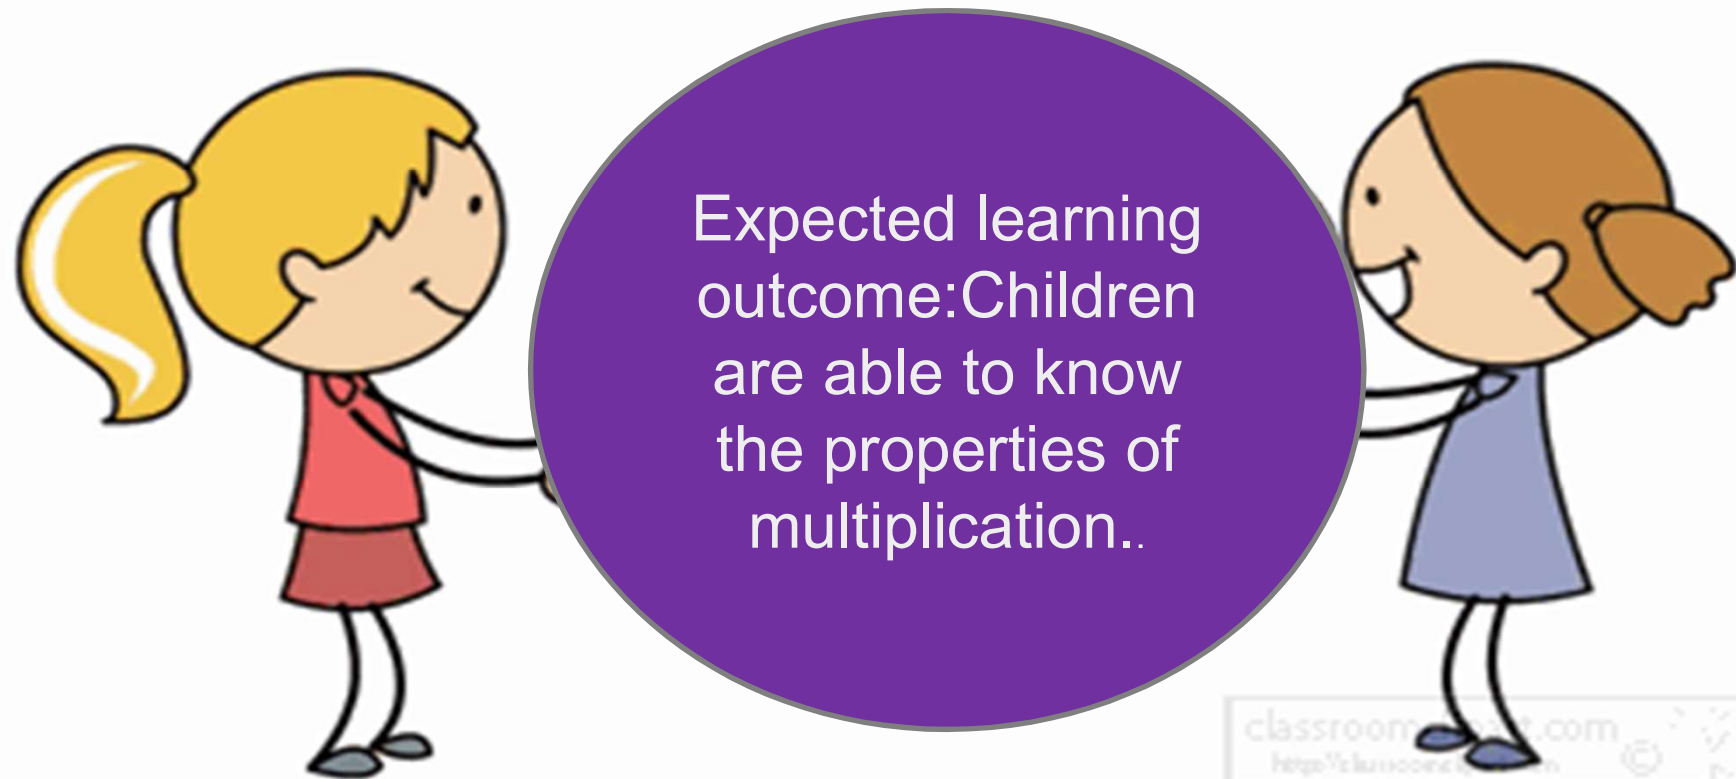 Expected learning
outcome:Children
are able to know
the properties of
multiplication..